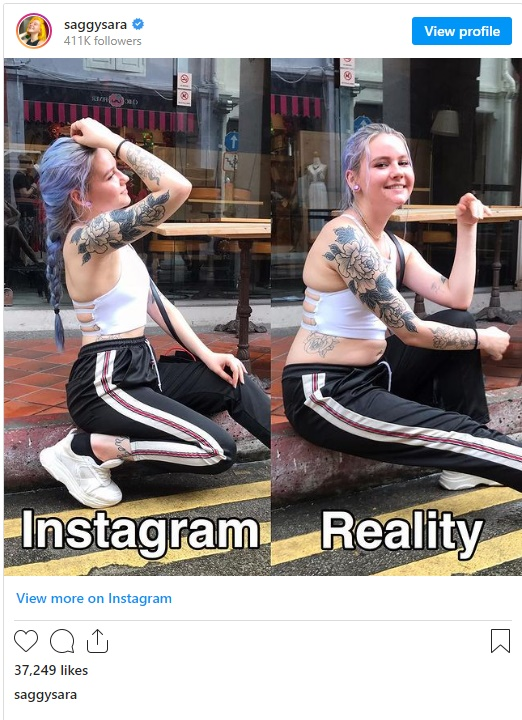 saggysara
411K followers
View profile
Instagram
Reality
View more on Instagram
37,249 likes
saggysara